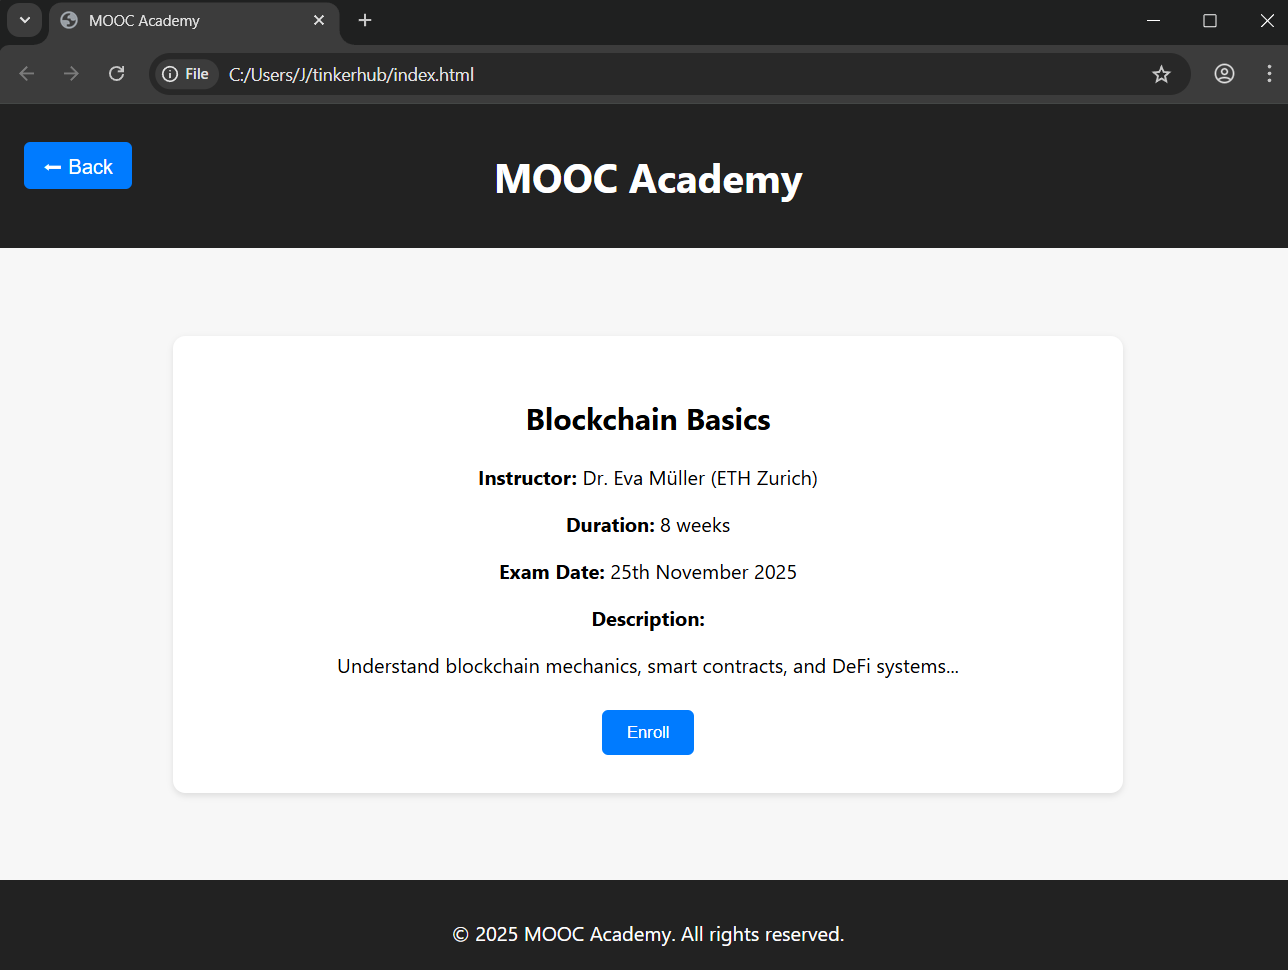 MOOC Academy
File C:/Users/J/tinkerhub/index.html
← Back
MOOC Academy
Blockchain Basics
Instructor: Dr. Eva Müller (ETH Zurich)
Duration: 8 weeks
Exam Date: 25th November 2025
Description:
Understand blockchain mechanics, smart contracts, and DeFi systems...
Enroll
© 2025 MOOC Academy. All rights reserved.